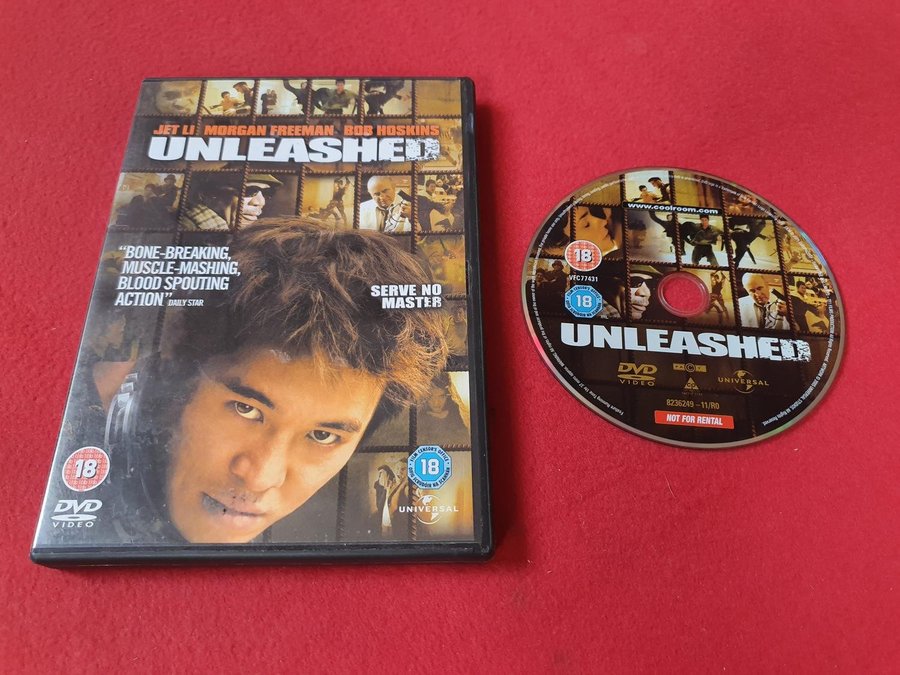 JET LI MORGAN FREEMAN BOB HOSKINS
UNLEASHED
“BONE-BREAKING,
MUSCLE-MASHING,
BLOOD SPOUTING
ACTION” DAILY STAR
SERVE NO
MASTER
18
DVD
VIDEO
18
UNIVERSAL
www.coolroom.com
18
VFC77431
18
UNLEASHED
DVD
VIDEO
UNIVERSAL
8236249 -11/R0
NOT FOR RENTAL